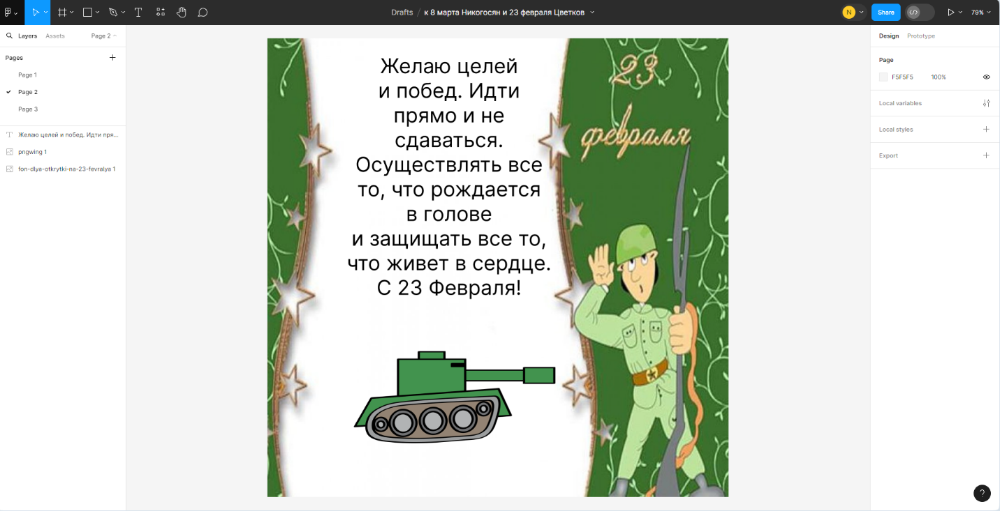 Drafts / к 8 марта Никогосян и 23 февраля Цветков
N
Share
79%
Layers
Assets
Page 2
Pages
Page 1
Page 2
Page 3
Желаю целей и побед. Идти пря...
pngwing 1
fon-dlya-otkrytki-na-23-fevralya 1
Желаю целей
и побед. Идти
прямо и не
сдаваться.
Осуществлять все
то, что рождается
в голове
и защищать все то,
что живет в сердце.
С 23 Февраля!
23
февраля
Design
Prototype
Page
F5F5F5
100%
Local variables
Local styles
Export
?